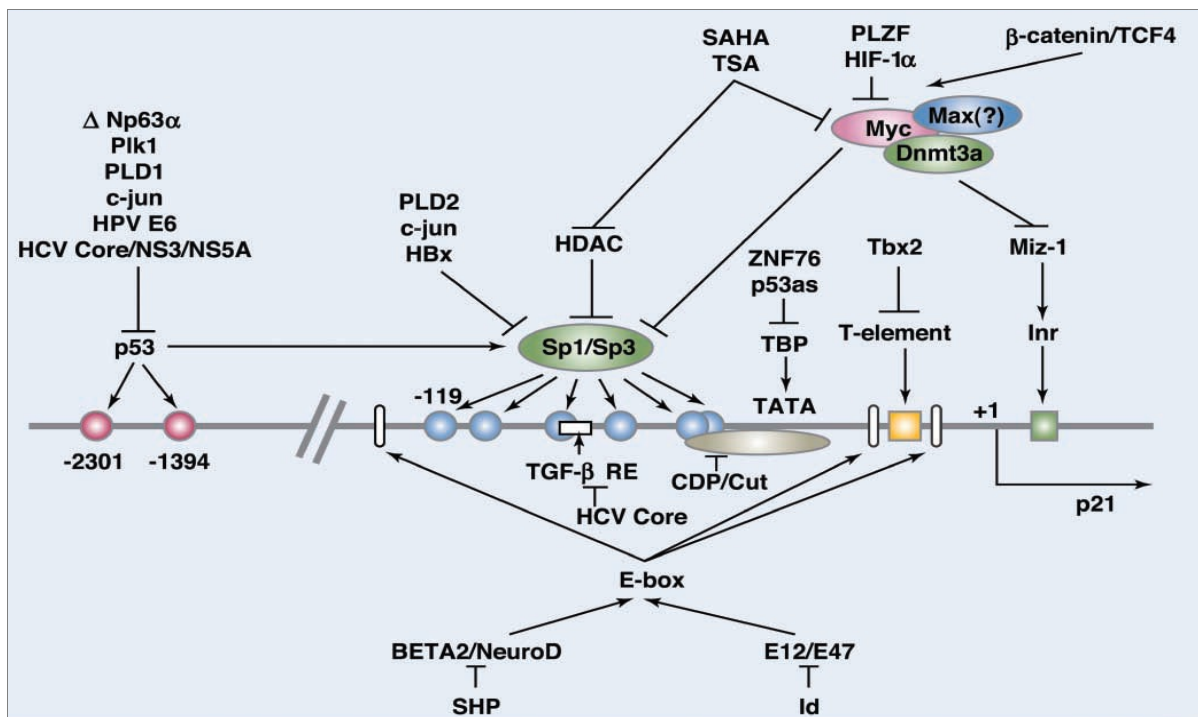 SAHA
TSA
PLZF
HIF-1α
β-catenin/TCF4
Myc
Max(?)
Dnmt3a
Δ Np63α
Plk1
PLD1
c-jun
HPV E6
HCV Core/NS3/NS5A
PLD2
c-jun
HBx
HDAC
ZNF76
p53as
Tbx2
Miz-1
p53
Sp1/Sp3
TBP
T-element
Inr
-119
TATA
+1
-2301
-1394
TGF-β RE
CDP/Cut
HCV Core
p21
E-box
BETA2/NeuroD
E12/E47
SHP
Id